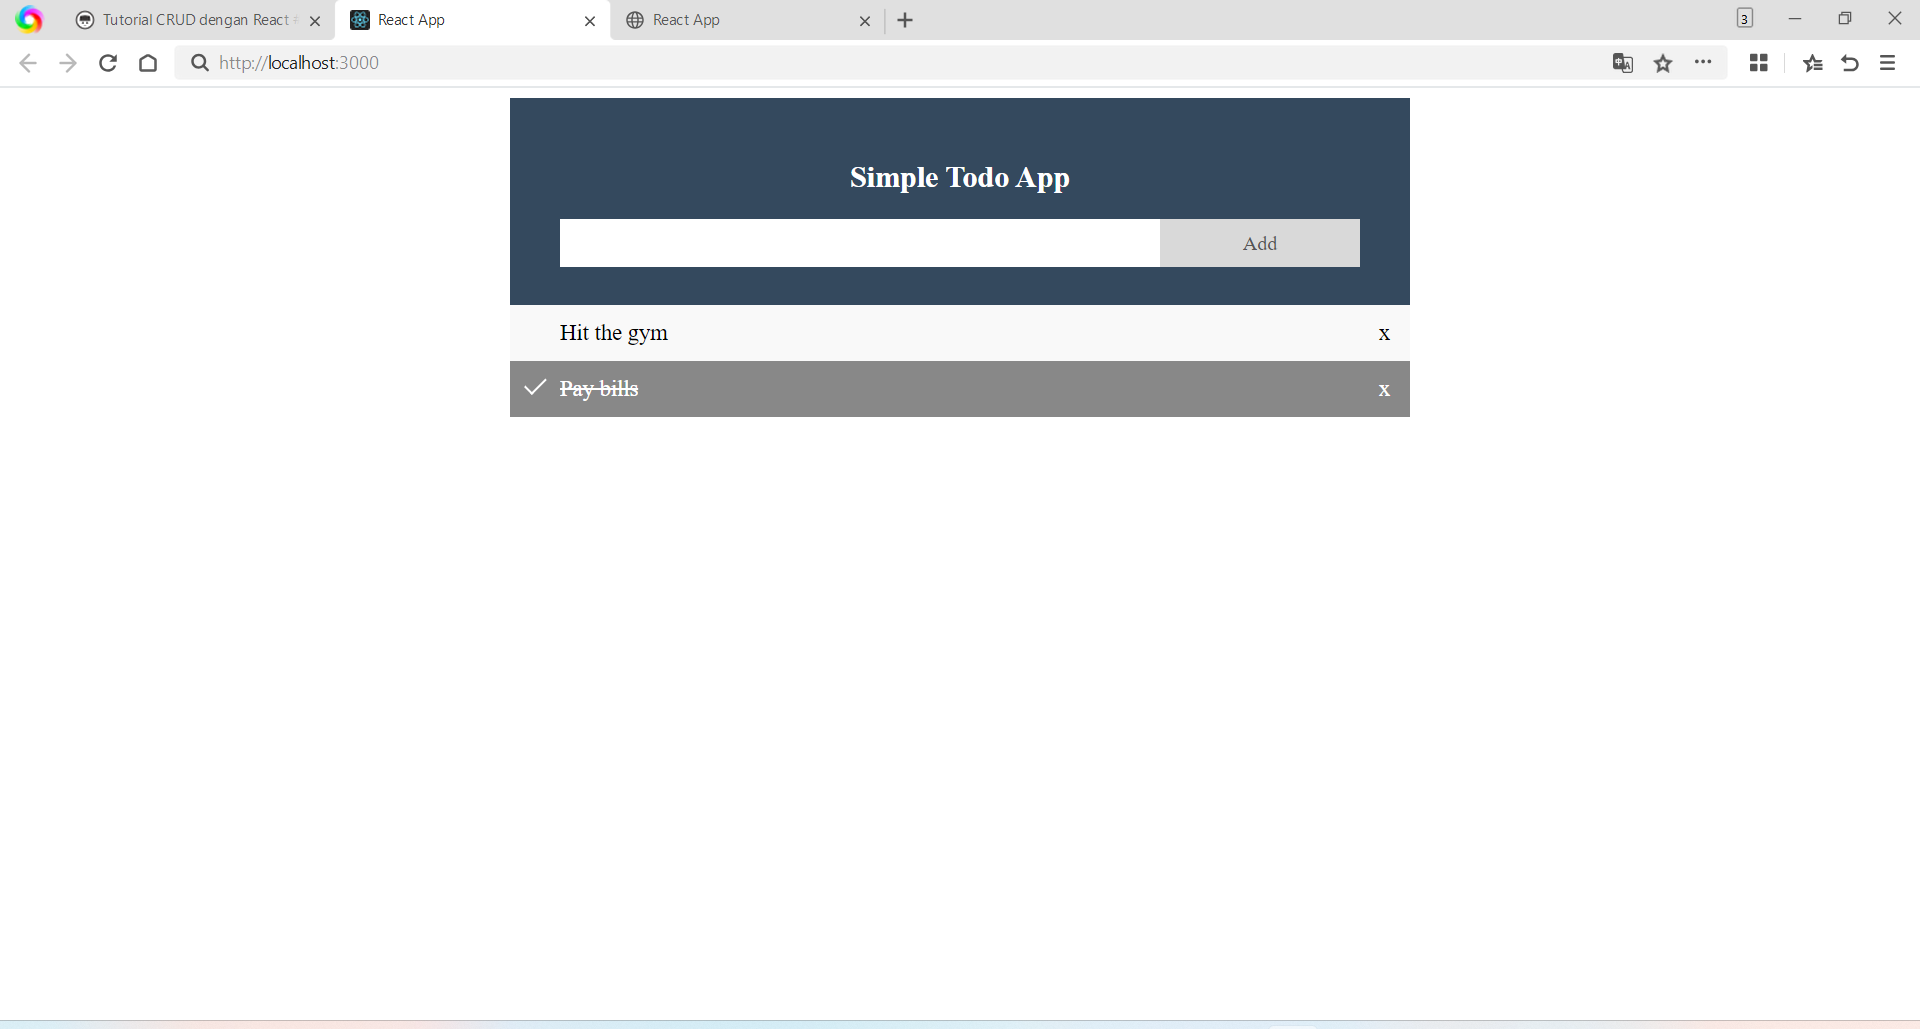 Tutorial CRUD dengan React
React App
React App
3
http://localhost:3000
Simple Todo App
Add
Hit the gym
x
Pay bills
x